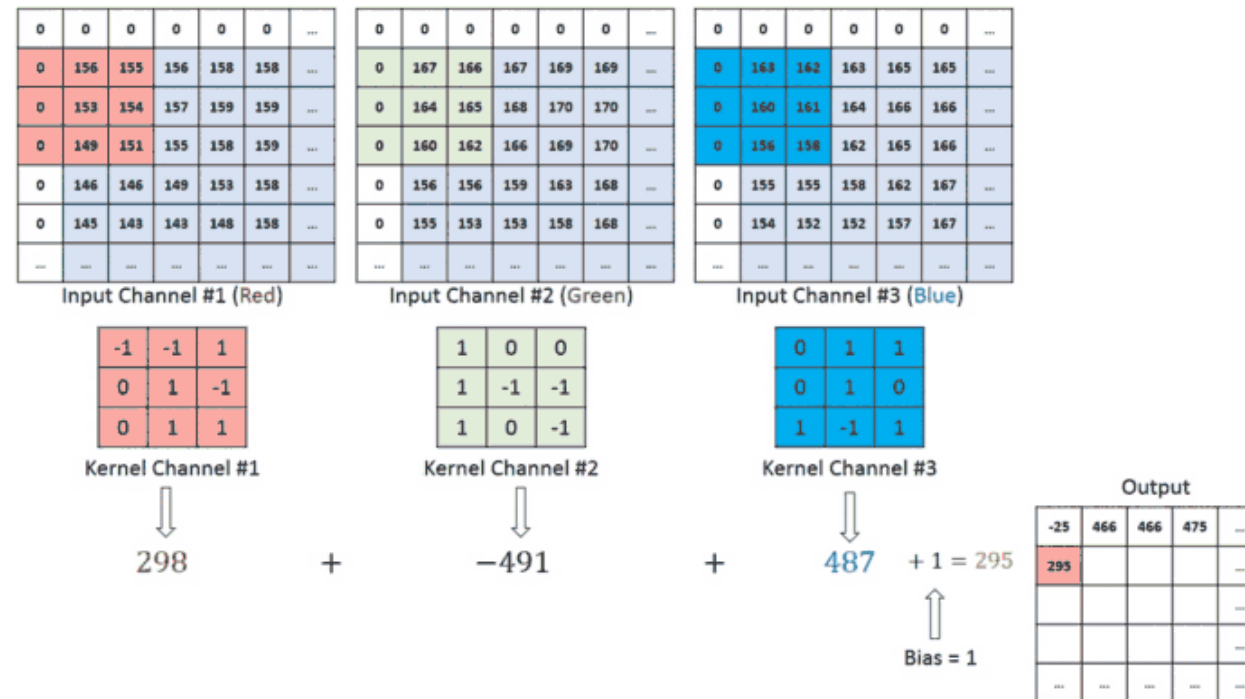 0 0 0 0 0 0 ... 0 0 0 0 0 0 ... 0 0 0 0 0 0 ...
0 156 155 156 158 158 ... 0 167 166 167 169 169 ... 0 163 162 163 165 165 ...
0 153 154 157 159 159 ... 0 164 165 168 170 170 ... 0 160 161 164 166 166 ...
0 149 151 155 158 159 ... 0 160 162 166 169 170 ... 0 156 158 162 165 166 ...
0 146 146 149 153 158 ... 0 156 156 159 163 168 ... 0 155 155 158 162 167 ...
0 145 143 143 148 158 ... 0 155 153 153 158 168 ... 0 154 152 152 157 167 ...
... ... ... ... ... ... ... ... ... ... ... ... ... ... ... ... ... ... ... ... ...
Input Channel #1 (Red) Input Channel #2 (Green) Input Channel #3 (Blue)
-1 -1 1 1 0 0 0 1 1
0 1 -1 1 -1 -1 0 1 0
0 1 1 1 0 -1 1 -1 1
Kernel Channel #1 Kernel Channel #2 Kernel Channel #3
298 + −491 + 487 + 1 = 295
Bias = 1
Output
-25 466 466 475 ...
295 ...
...
...
... ... ... ... ...